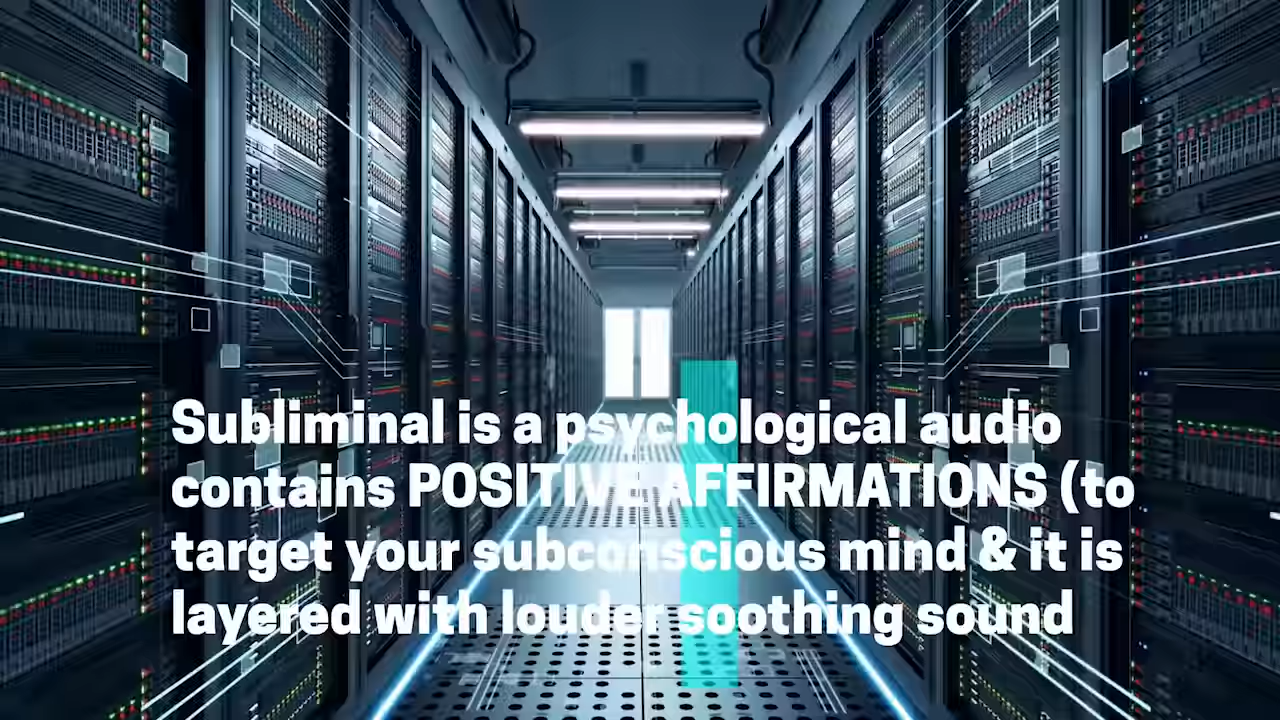 Subliminal is a psychological audio
contains POSITIVE AFFIRMATIONS (to
target your subconscious mind & it is
layered with louder soothing sound